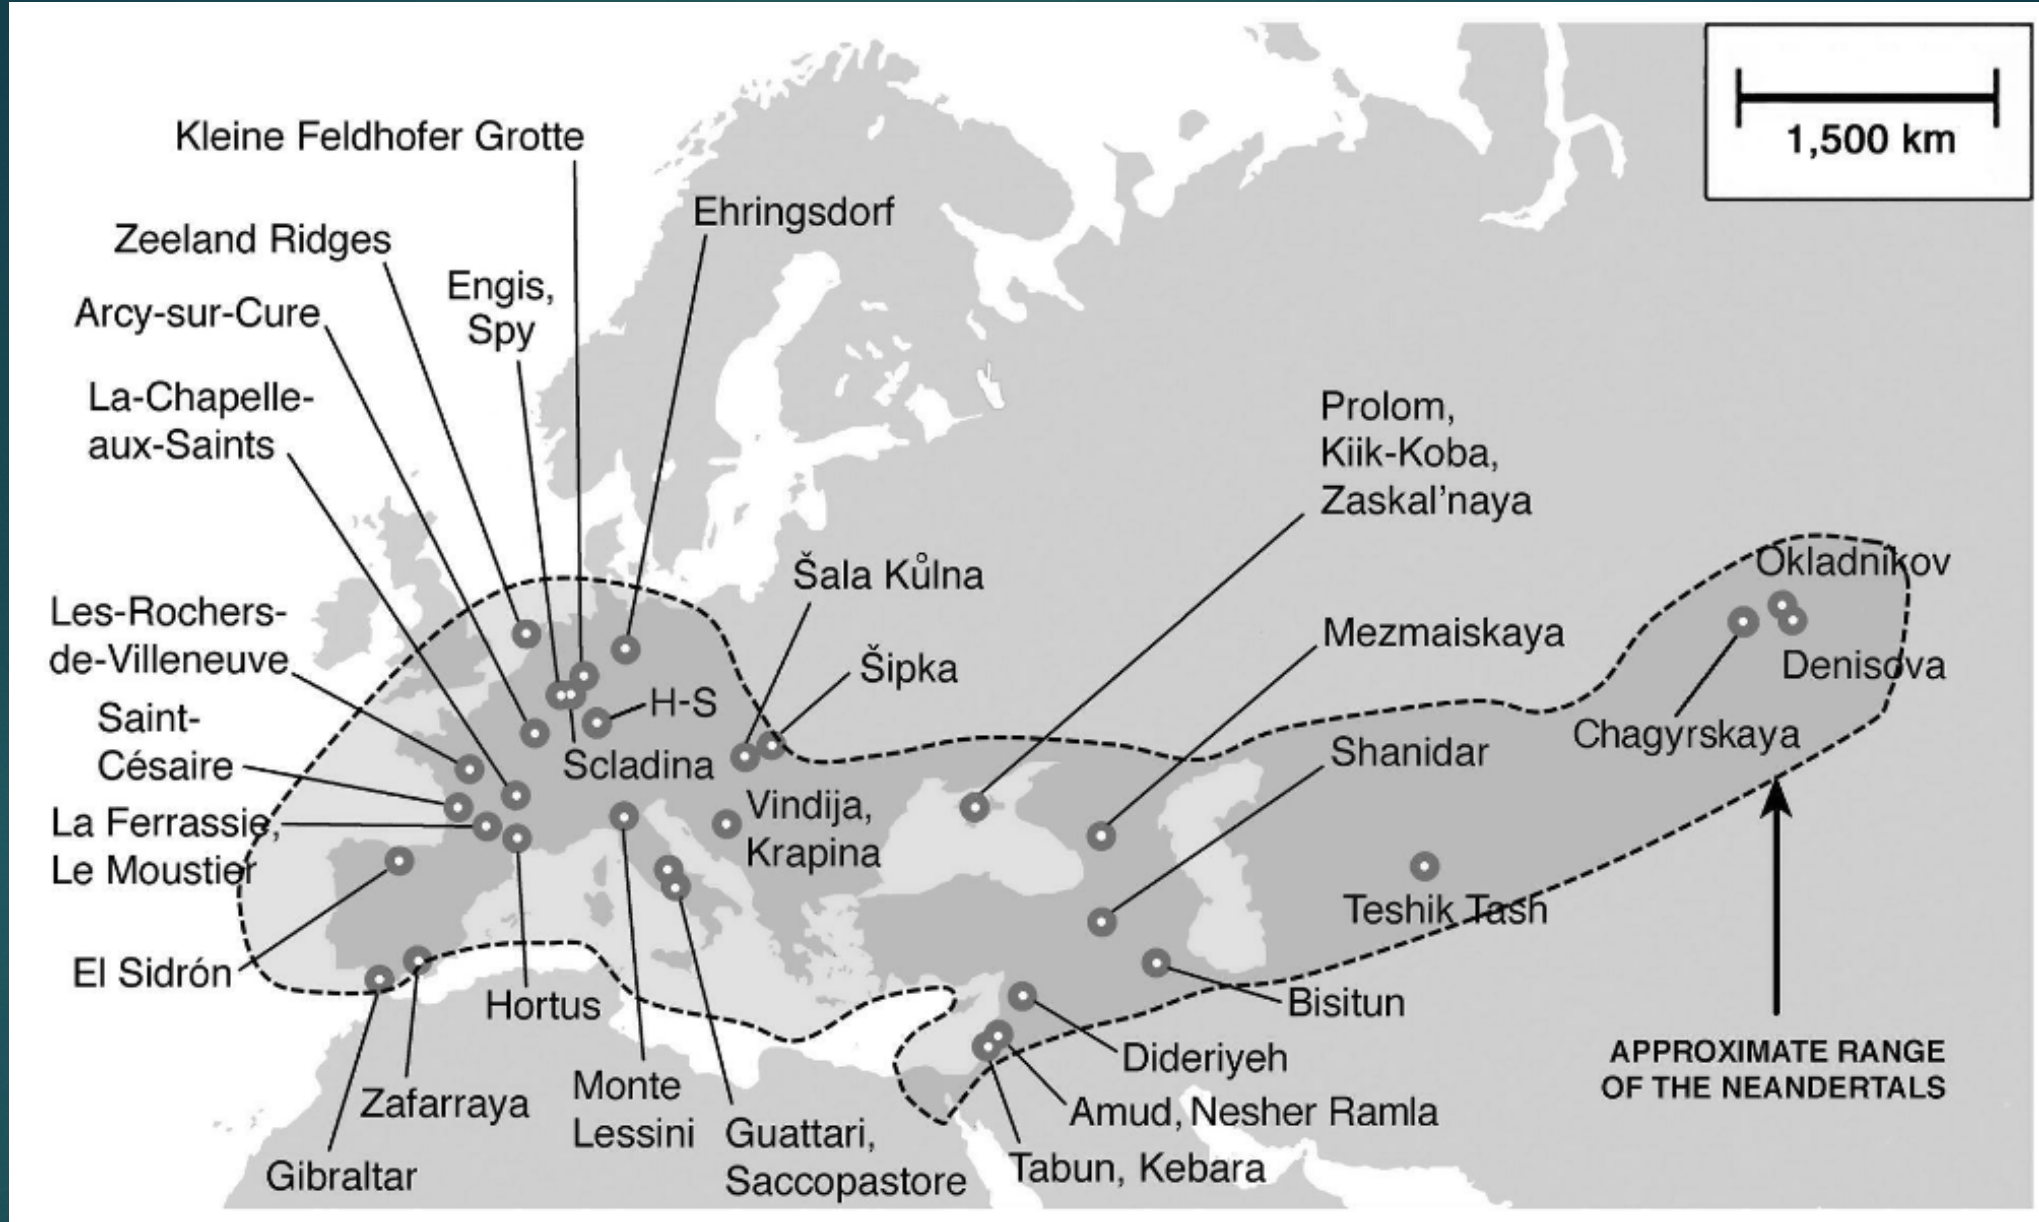 1,500 km
Kleine Feldhofer Grotte
Ehringsdorf
Zeeland Ridges
Engis,
Spy
Arcy-sur-Cure
La-Chapelle-
aux-Saints
Prolom,
Kiik-Koba,
Zaskal’naya
Šala Kůlna
Okladnikov
Les-Rochers-
de-Villeneuve
Mezmaiskaya
Šipka
Denisova
H-S
Saint-
Césaire
Chagyrskaya
Shanidar
Scladina
Vindija,
Krapina
La Ferrassie,
Le Moustier
Teshik Tash
El Sidrón
Hortus
Bisitun
Dideriyeh
APPROXIMATE RANGE
OF THE NEANDERTALS
Zafarraya
Monte
Lessini
Amud, Nesher Ramla
Guattari,
Saccopastore
Tabun, Kebara
Gibraltar